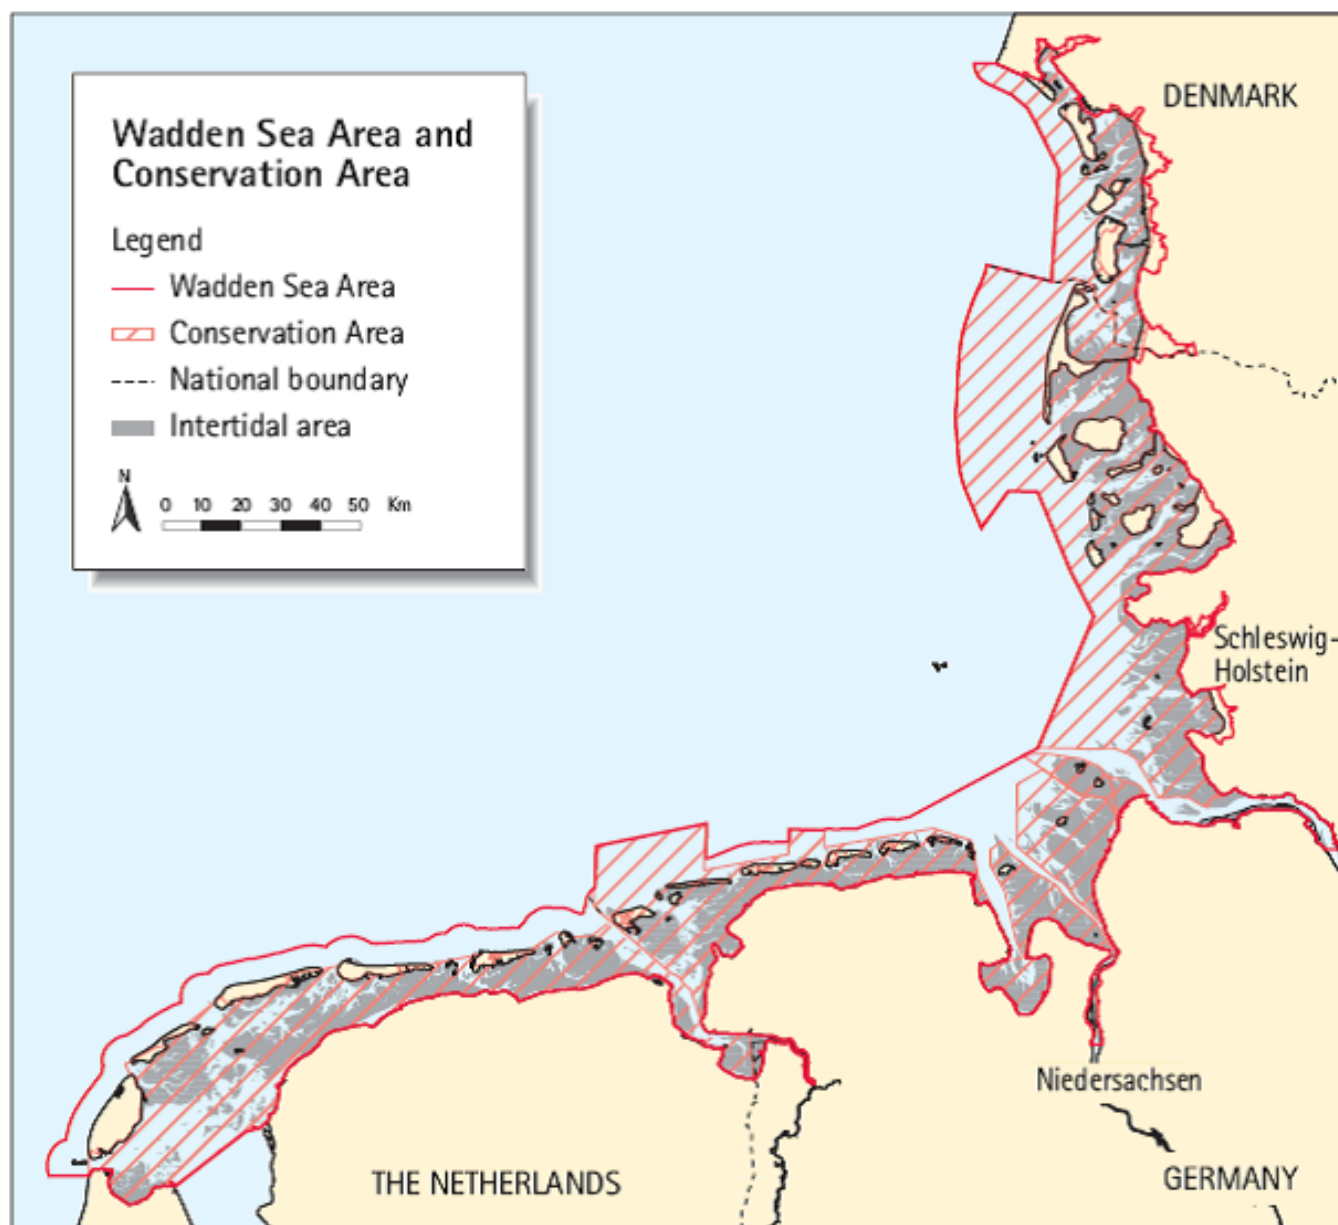 Wadden Sea Area and
Conservation Area
Legend
Wadden Sea Area
Conservation Area
National boundary
Intertidal area
N
0 10 20 30 40 50 Km
DENMARK
Schleswig-
Holstein
Niedersachsen
THE NETHERLANDS
GERMANY